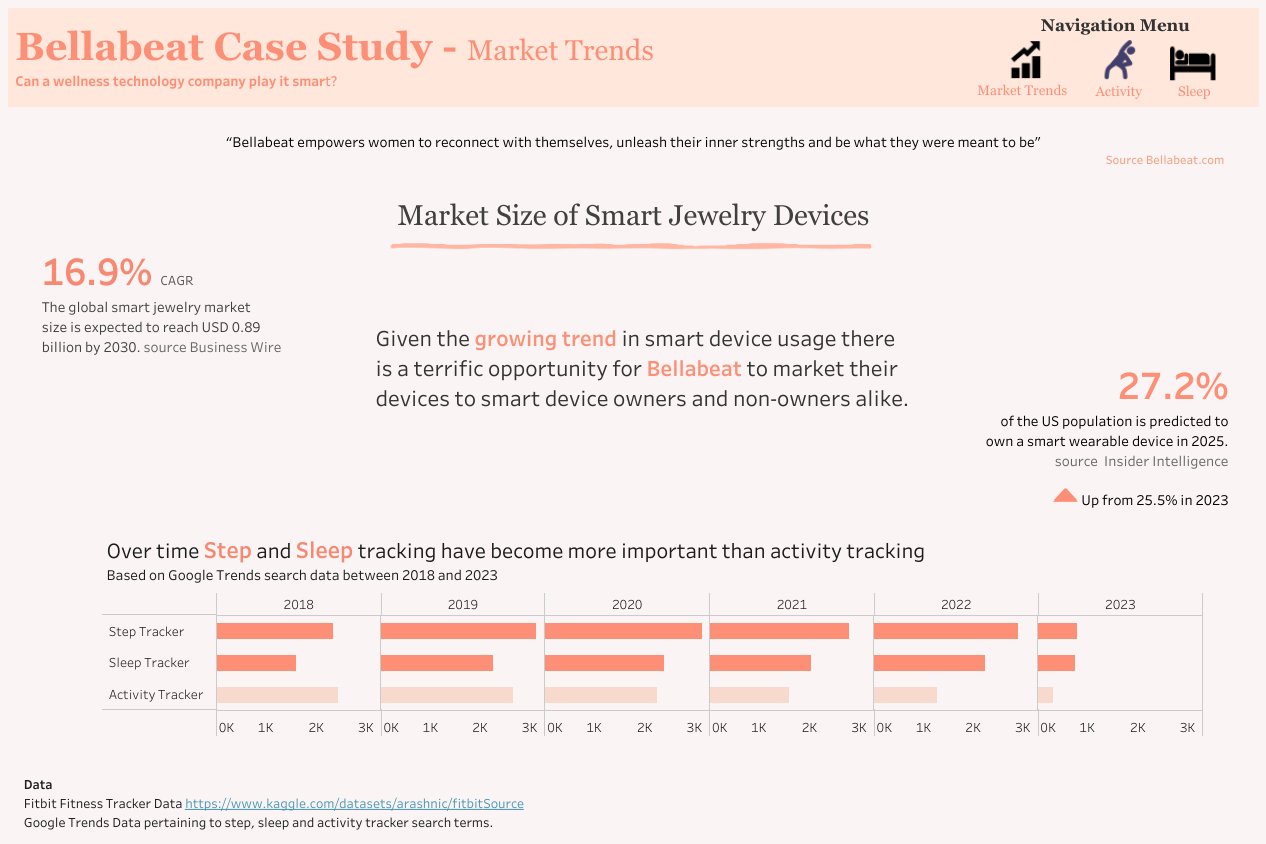 Bellabeat Case Study - Market Trends
Can a wellness technology company play it smart?
Navigation Menu
Market Trends
Activity
Sleep
“Bellabeat empowers women to reconnect with themselves, unleash their inner strengths and be what they were meant to be”
Source Bellabeat.com
Market Size of Smart Jewelry Devices
16.9% CAGR
The global smart jewelry market
size is expected to reach USD 0.89
billion by 2030. source Business Wire
Given the growing trend in smart device usage there
is a terrific opportunity for Bellabeat to market their
devices to smart device owners and non-owners alike.
27.2%
of the US population is predicted to
own a smart wearable device in 2025.
source Insider Intelligence
Up from 25.5% in 2023
Over time Step and Sleep tracking have become more important than activity tracking
Based on Google Trends search data between 2018 and 2023
2018 2019 2020 2021 2022 2023
Step Tracker
Sleep Tracker
Activity Tracker
0K 1K 2K 3K 0K 1K 2K 3K 0K 1K 2K 3K 0K 1K 2K 3K 0K 1K 2K 3K 0K 1K 2K 3K
Data
Fitbit Fitness Tracker Data https://www.kaggle.com/datasets/arashnic/fitbitSource
Google Trends Data pertaining to step, sleep and activity tracker search terms.